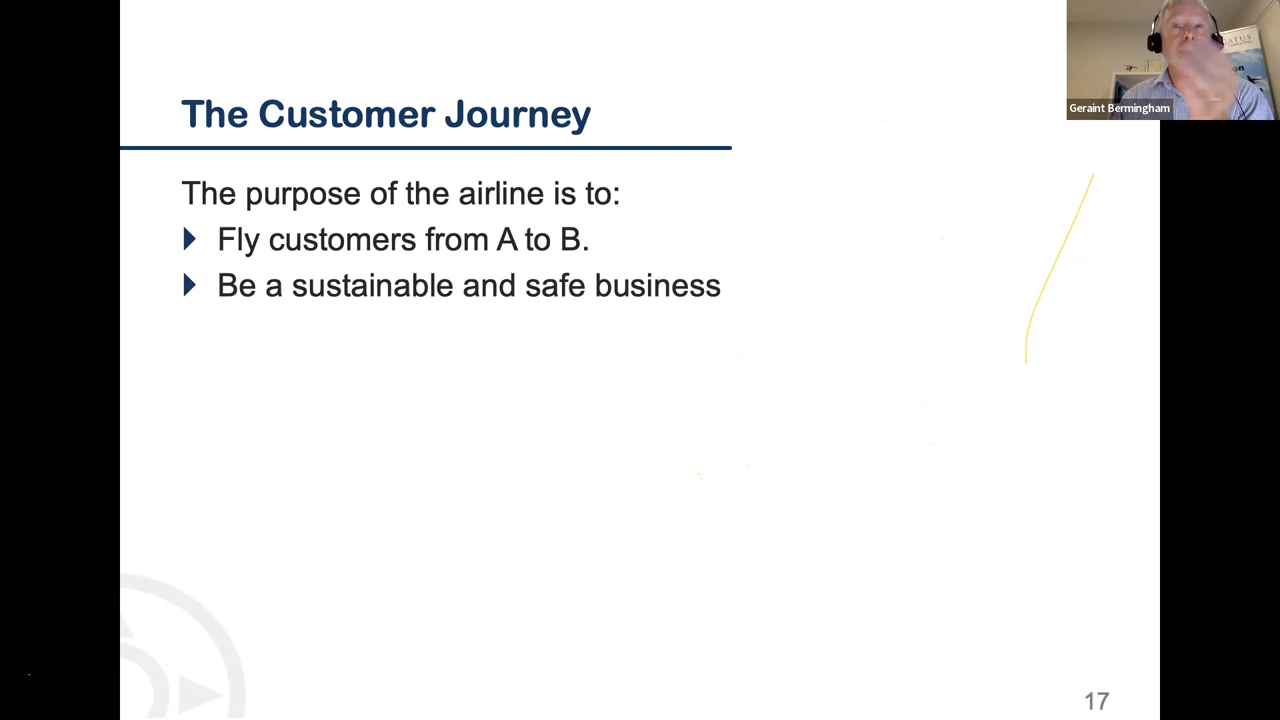 The Customer Journey
The purpose of the airline is to:
Fly customers from A to B.
Be a sustainable and safe business
17
Geraint Bermingham